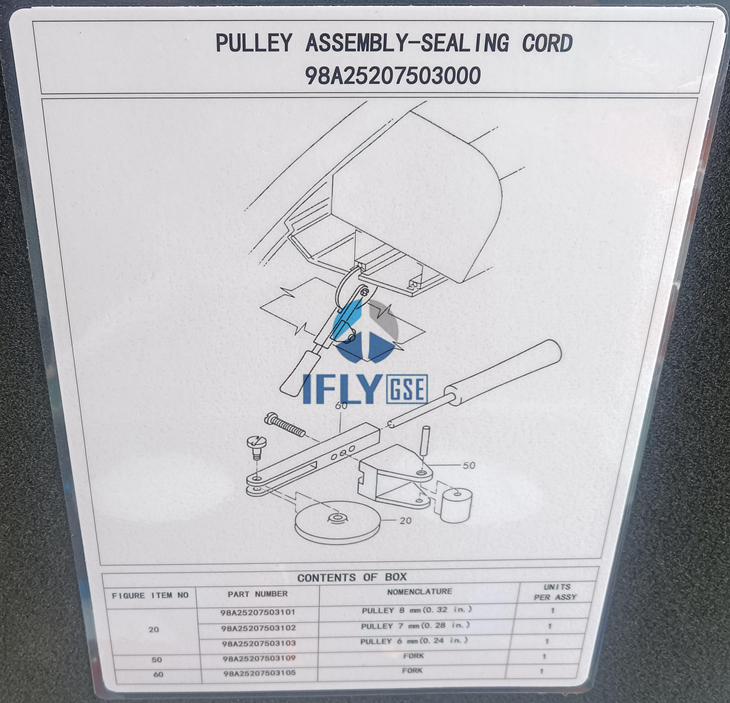 PULLEY ASSEMBLY-SEALING CORD
98A25207503000
IFLY GSE
60
50
20
CONTENTS OF BOX
FIGURE ITEM NO PART NUMBER NOMENCLATURE UNITS PER ASSY
20 98A25207503101 PULLEY 8 mm(0.32 in.) 1
98A25207503102 PULLEY 7 mm(0.28 in.) 1
98A25207503103 PULLEY 6 mm(0.24 in.) 1
50 98A25207503109 FORK 1
60 98A25207503105 FORK 1